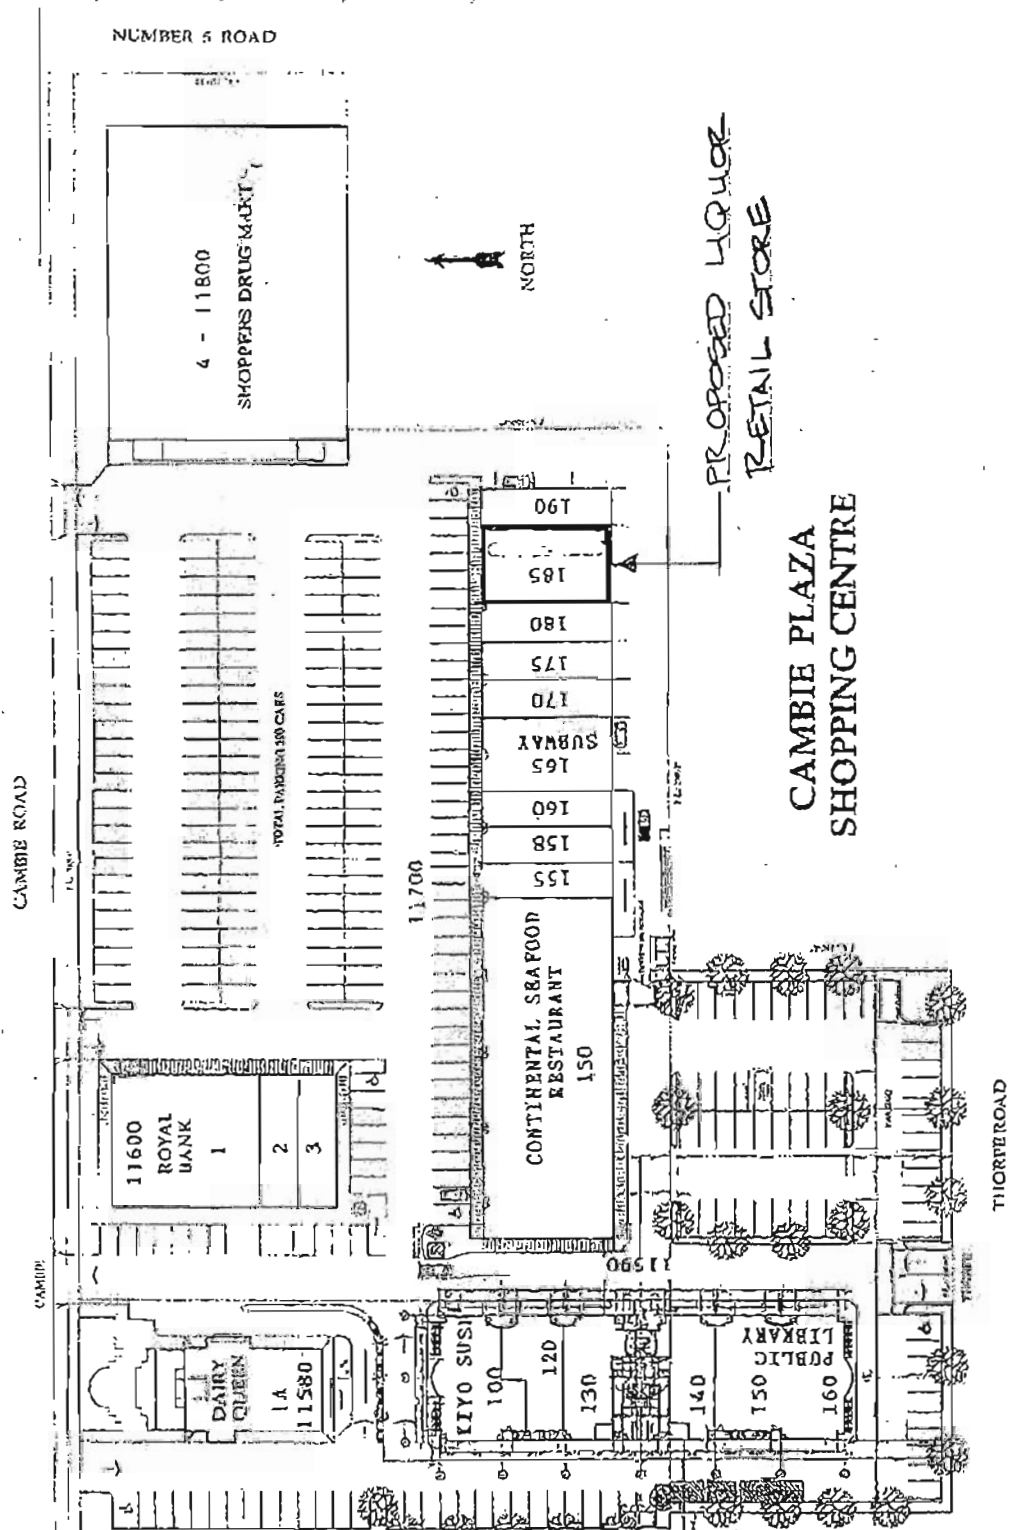 NUMBER 5 ROAD
4 - 11800
SHOPPERS DRUG MART
NORTH
PROPOSED LIQUOR
RETAIL STORE
CAMBIE ROAD
TOTAL PARKING 200 CARS
11700
190
185
180
175
170
SUBWAY
165
160
158
155
CONTINENTAL SEAFOOD
RESTAURANT
150
CAMBIE PLAZA
SHOPPING CENTRE
11600
ROYAL
BANK
1
2
3
11590
CAMBIE
DAIRY
QUEEN
1A
11580
KIYO SUSI
100
120
130
140
150
160
PUBLIC
LIBRARY
THORPE ROAD